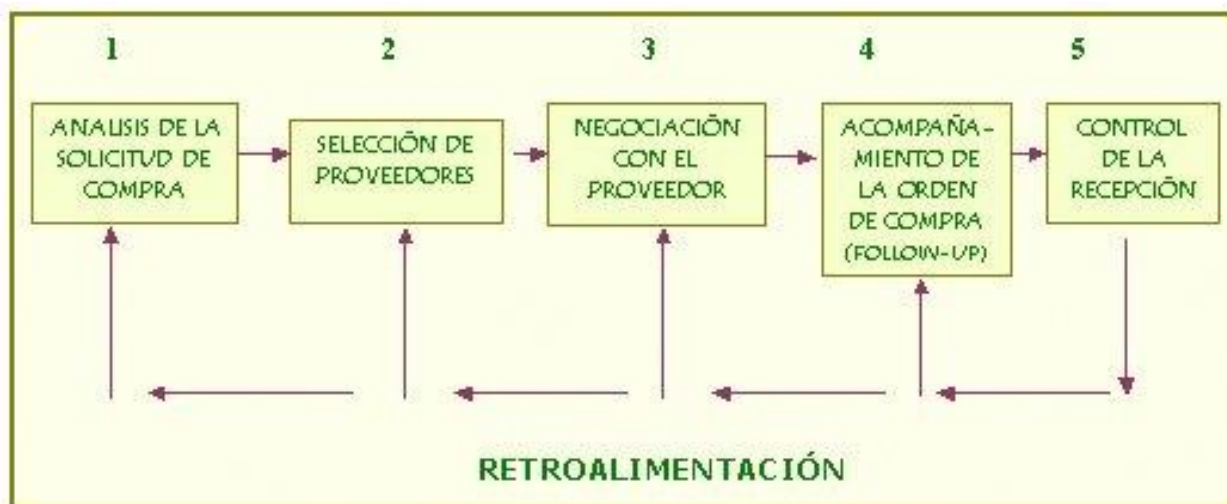 1 2 3 4 5
ANALISIS DE LA
SOLICITUD DE
COMPRA
SELECCIÓN DE
PROVEEDORES
NEGOCIACIÓN
CON EL
PROVEEDOR
ACOMPAÑA-
MIENTO DE
LA ORDEN
DE COMPRA
(FOLLOW-UP)
CONTROL
DE LA
RECEPCIÓN
RETROALIMENTACIÓN